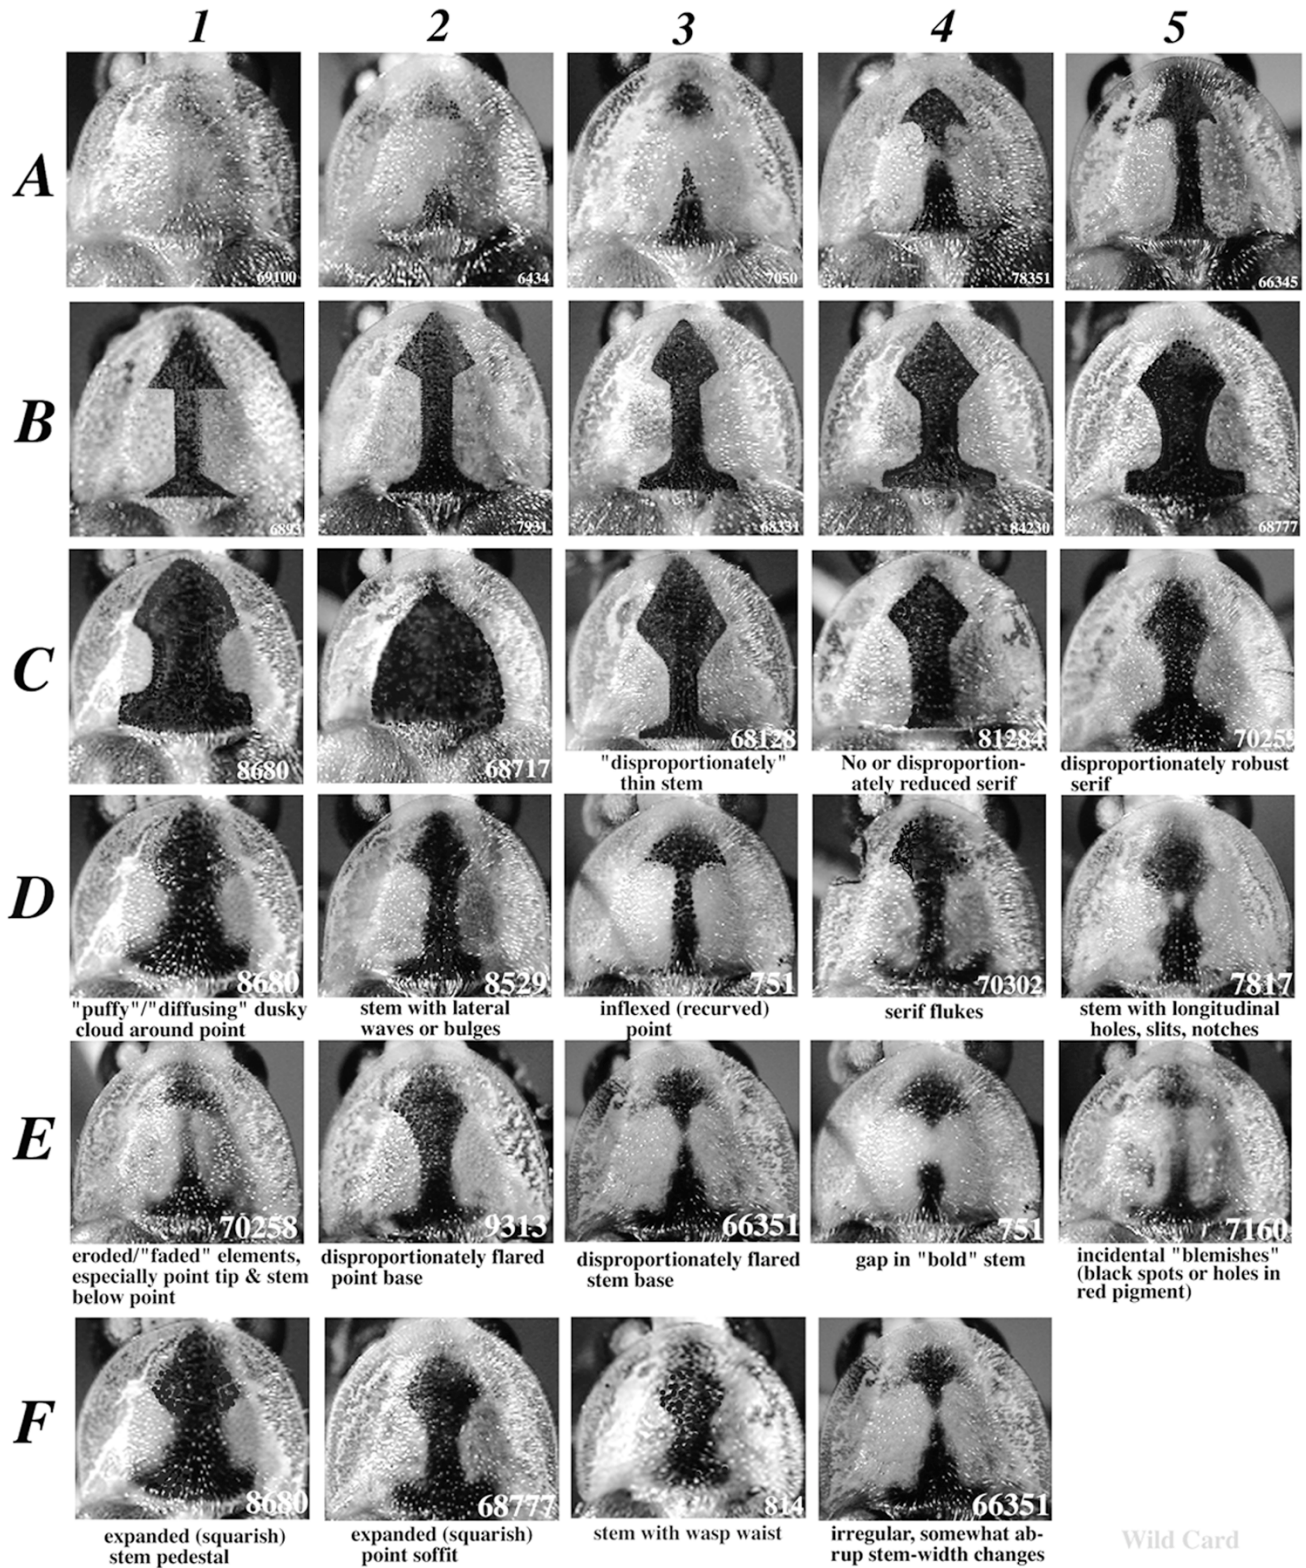 1 2 3 4 5
A
69100 6434 7050 78351 66345
B
6893 7931 68331 84230 68777
C
8680 68717 68128 81284 70259
"disproportionately"
thin stem
No or disproportion-
ately reduced serif
disproportionately robust
serif
D
8680 8529 751 70302 7817
"puffy"/"diffusing" dusky
cloud around point
stem with lateral
waves or bulges
inflexed (recurved)
point
serif flukes
stem with longitudinal
holes, slits, notches
E
70258 9313 66351 751 7160
eroded/"faded" elements,
especially point tip & stem
below point
disproportionately flared
point base
disproportionately flared
stem base
gap in "bold" stem
incidental "blemishes"
(black spots or holes in
red pigment)
F
8680 68777 814 66351
expanded (squarish)
stem pedestal
expanded (squarish)
point soffit
stem with wasp waist
irregular, somewhat ab-
rup stem-width changes
Wild Card